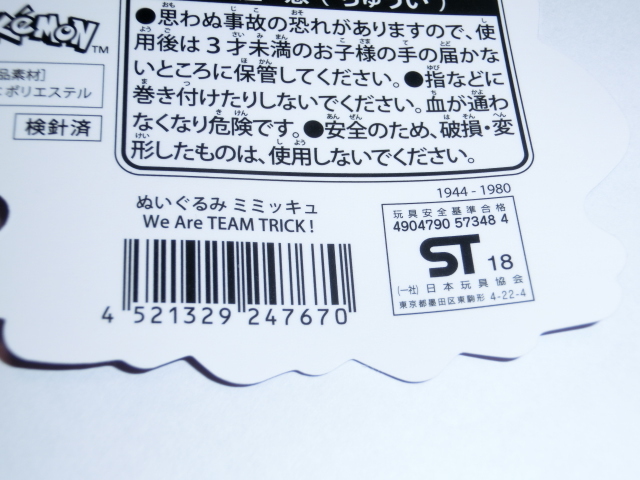 (ちゅうい)
●思わぬ事故の恐れがありますので、使
用後は3才未満のお子様の手の届かな
いところに保管してください。●指などに
巻き付けたりしないでください。血が通わ
なくなり危険です。●安全のため、破損・変
形したものは、使用しないでください。
POKéMON™
品素材]
ポリエステル
検針済
ぬいぐるみ ミミッキュ
We Are TEAM TRICK!
4 521329 247670
1944 - 1980
玩具安全基準合格
4904790 57348 4
ST 18
(一社)日本玩具協会
東京都墨田区東駒形 4-22-4